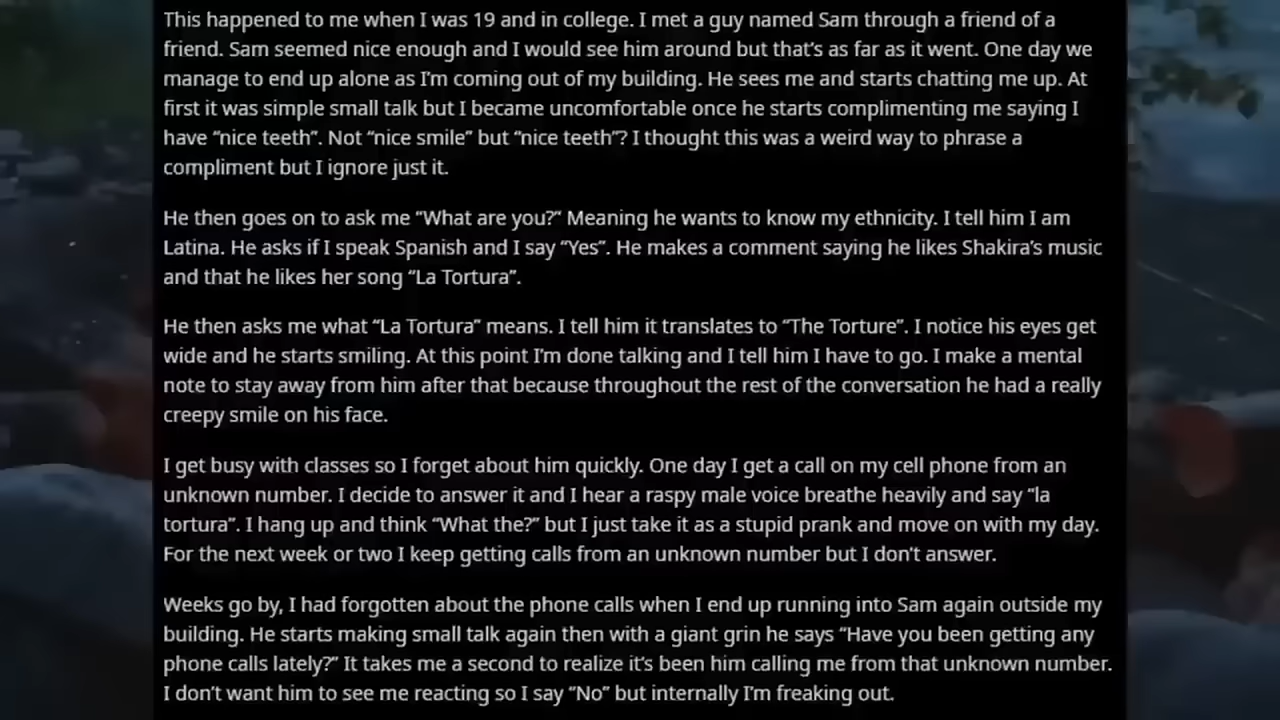 This happened to me when I was 19 and in college. I met a guy named Sam through a friend of a
friend. Sam seemed nice enough and I would see him around but that’s as far as it went. One day we
manage to end up alone as I’m coming out of my building. He sees me and starts chatting me up. At
first it was simple small talk but I became uncomfortable once he starts complimenting me saying I
have “nice teeth”. Not “nice smile” but “nice teeth”? I thought this was a weird way to phrase a
compliment but I ignore just it.
He then goes on to ask me “What are you?” Meaning he wants to know my ethnicity. I tell him I am
Latina. He asks if I speak Spanish and I say “Yes”. He makes a comment saying he likes Shakira’s music
and that he likes her song “La Tortura”.
He then asks me what “La Tortura” means. I tell him it translates to “The Torture”. I notice his eyes get
wide and he starts smiling. At this point I’m done talking and I tell him I have to go. I make a mental
note to stay away from him after that because throughout the rest of the conversation he had a really
creepy smile on his face.
I get busy with classes so I forget about him quickly. One day I get a call on my cell phone from an
unknown number. I decide to answer it and I hear a raspy male voice breathe heavily and say “la
tortura”. I hang up and think “What the?” but I just take it as a stupid prank and move on with my day.
For the next week or two I keep getting calls from an unknown number but I don’t answer.
Weeks go by, I had forgotten about the phone calls when I end up running into Sam again outside my
building. He starts making small talk again then with a giant grin he says “Have you been getting any
phone calls lately?” It takes me a second to realize it’s been him calling me from that unknown number.
I don’t want him to see me reacting so I say “No” but internally I’m freaking out.